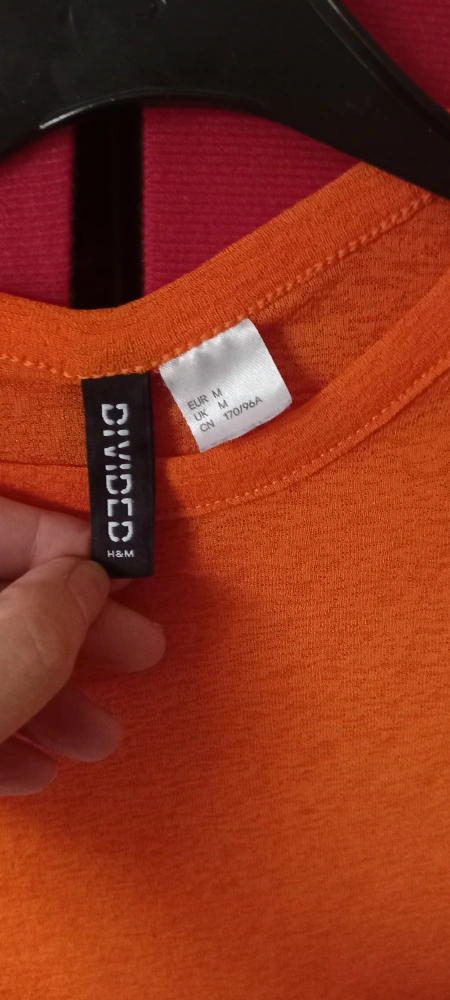 DIVIDED
H&M
EUR M
UK M
CN 170/96A